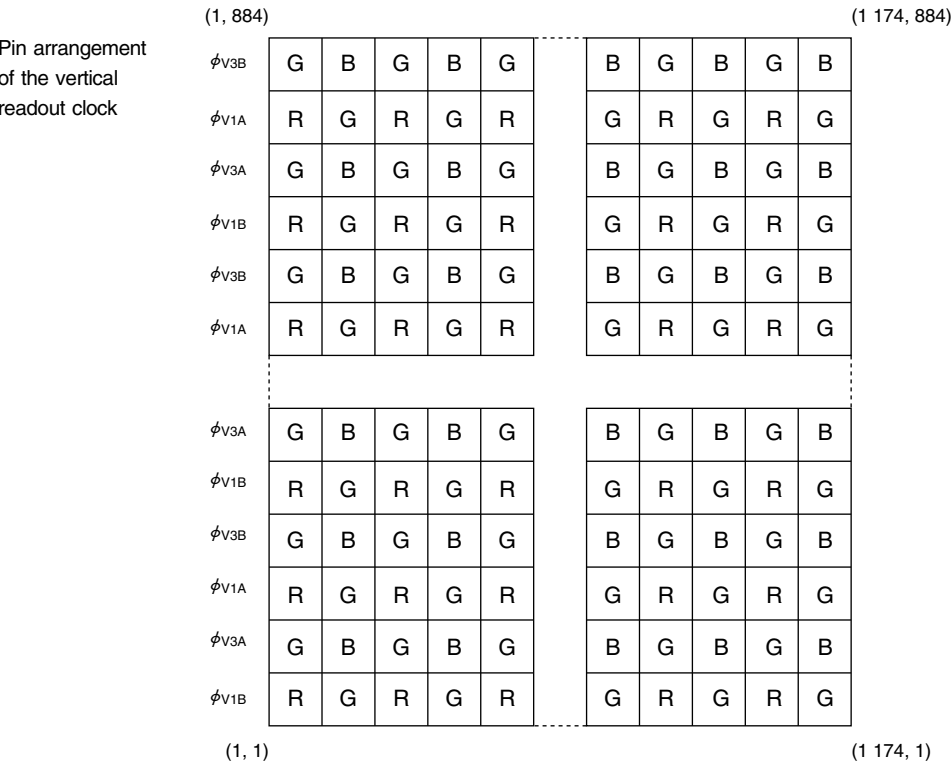 (1, 884) (1 174, 884)
Pin arrangement
of the vertical
readout clock
ϕV3B G B G B G B G B G B
ϕV1A R G R G R G R G R G
ϕV3A G B G B G B G B G B
ϕV1B R G R G R G R G R G
ϕV3B G B G B G B G B G B
ϕV1A R G R G R G R G R G
ϕV3A G B G B G B G B G B
ϕV1B R G R G R G R G R G
ϕV3B G B G B G B G B G B
ϕV1A R G R G R G R G R G
ϕV3A G B G B G B G B G B
ϕV1B R G R G R G R G R G
(1, 1) (1 174, 1)